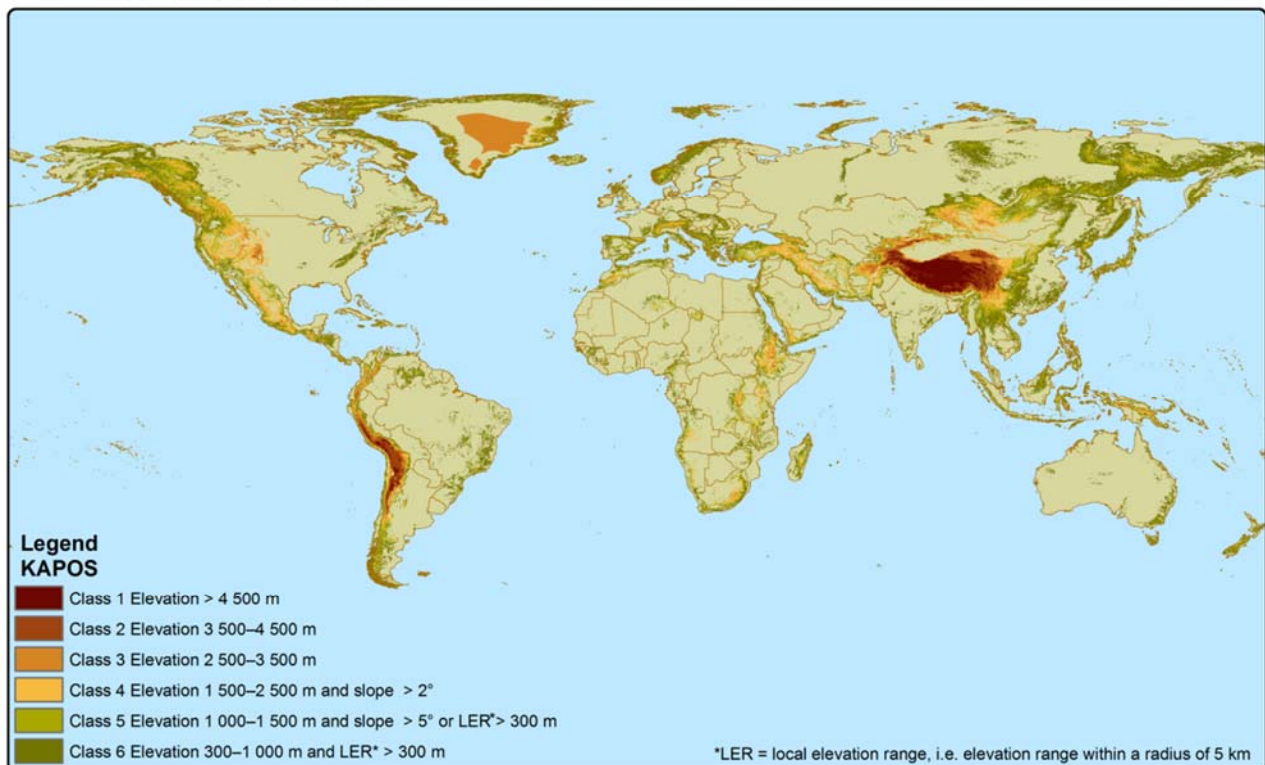 Legend
KAPOS
Class 1 Elevation > 4 500 m
Class 2 Elevation 3 500–4 500 m
Class 3 Elevation 2 500–3 500 m
Class 4 Elevation 1 500–2 500 m and slope > 2°
Class 5 Elevation 1 000–1 500 m and slope > 5° or LER*> 300 m
Class 6 Elevation 300–1 000 m and LER* > 300 m
*LER = local elevation range, i.e. elevation range within a radius of 5 km